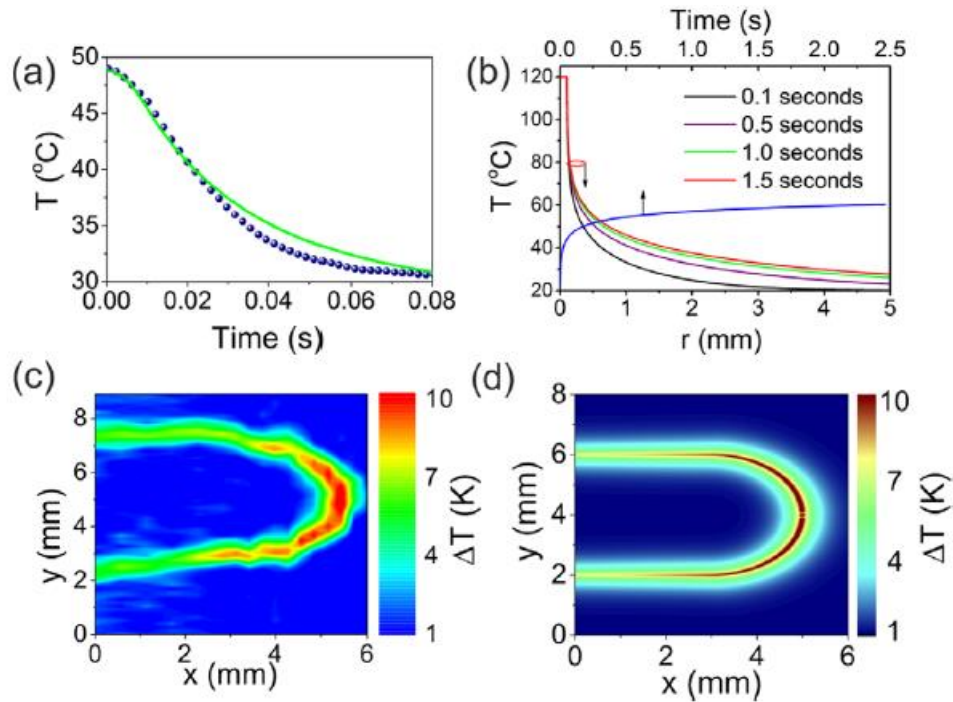 (a)
50
45
40
35
30
T (°C)
0.00 0.02 0.04 0.06 0.08
Time (s)
(b)
Time (s)
0.0 0.5 1.0 1.5 2.0 2.5
120
100
80
60
40
20
T (°C)
0.1 seconds
0.5 seconds
1.0 seconds
1.5 seconds
0 1 2 3 4 5
r (mm)
(c)
8
6
4
2
0
y (mm)
0 2 4 6
x (mm)
10
7
4
1
ΔT (K)
(d)
8
6
4
2
0
y (mm)
0 2 4 6
x (mm)
10
7
4
1
ΔT (K)